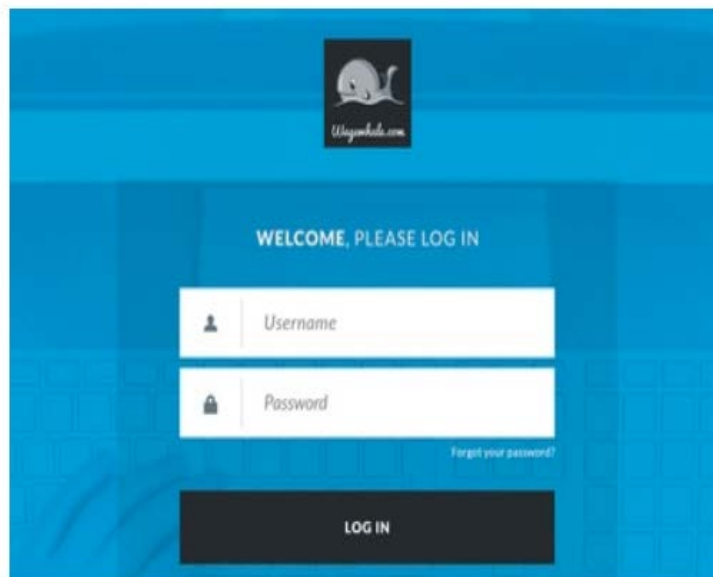 Wagewhale.com
WELCOME, PLEASE LOG IN
Username
Password
Forgot your password?
LOG IN